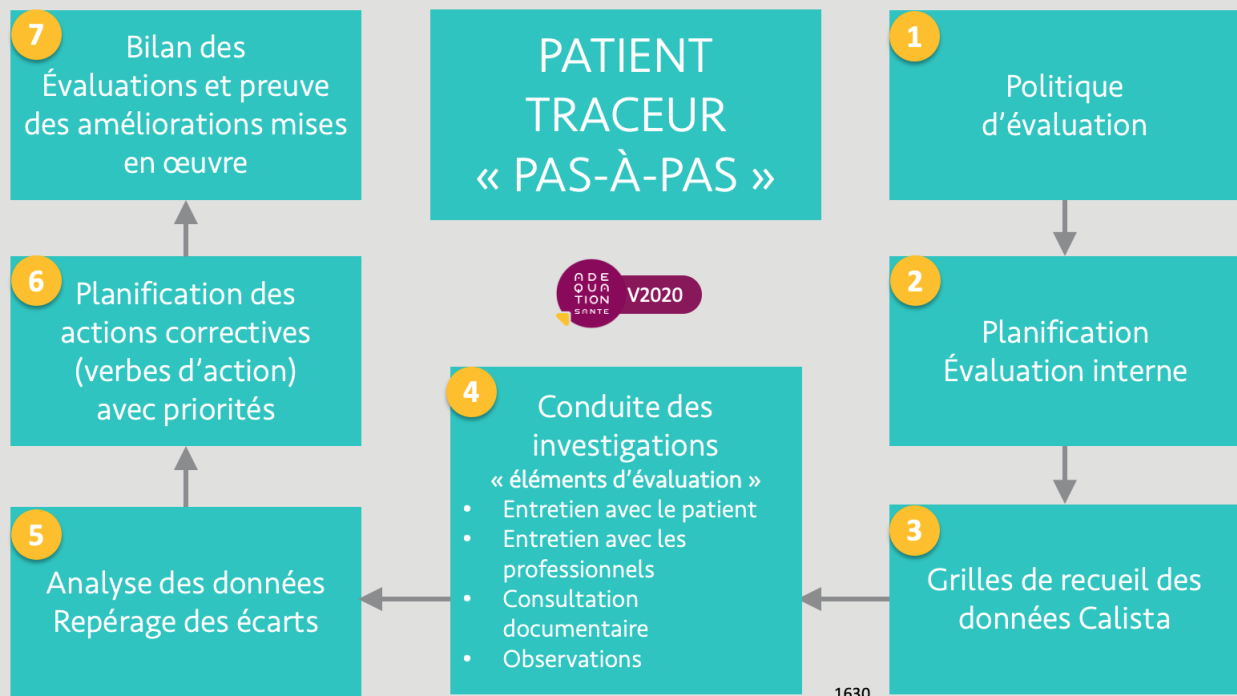 PATIENT
TRACEUR
« PAS-À-PAS »
1
Politique
d’évaluation
2
Planification
Évaluation interne
3
Grilles de recueil des
données Calista
4
Conduite des
investigations
« éléments d’évaluation »
• Entretien avec le patient
• Entretien avec les
professionnels
• Consultation
documentaire
• Observations
5
Analyse des données
Repérage des écarts
6
Planification des
actions correctives
(verbes d’action)
avec priorités
7
Bilan des
Évaluations et preuve
des améliorations mises
en œuvre
ADE
QUA
TION
SANTE
V2020
1630